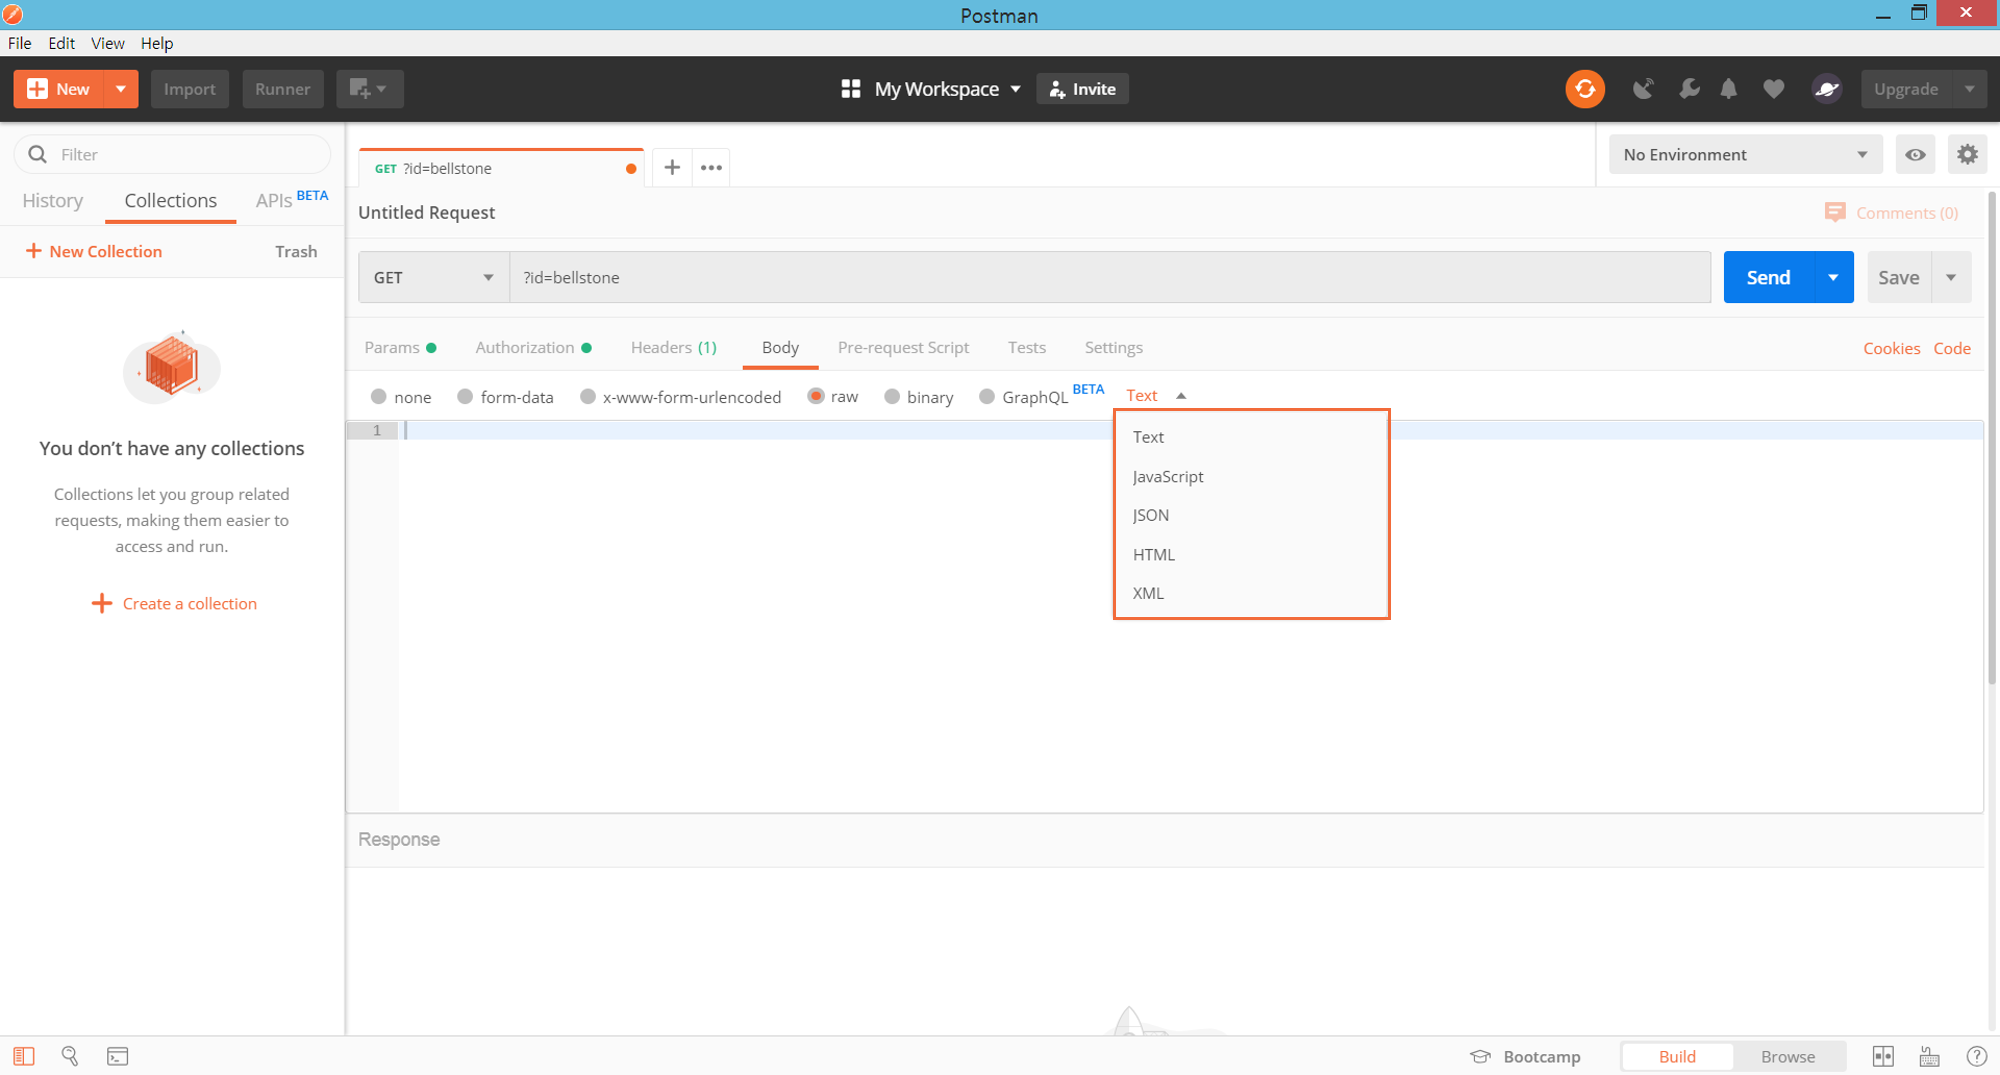 Postman
File Edit View Help
New Import Runner My Workspace Invite Upgrade
Filter
History Collections APIs BETA
New Collection Trash
You don’t have any collections
Collections let you group related
requests, making them easier to
access and run.
Create a collection
GET ?id=bellstone
No Environment
Untitled Request
Comments (0)
GET ?id=bellstone Send Save
Params Authorization Headers (1) Body Pre-request Script Tests Settings Cookies Code
none form-data x-www-form-urlencoded raw binary GraphQL BETA Text
1
Text
JavaScript
JSON
HTML
XML
Response
Bootcamp Build Browse